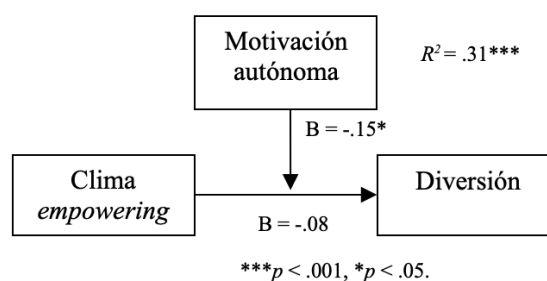 Motivación
autónoma
R² = .31***
B = -.15*
Clima
empowering
Diversión
B = -.08
***p < .001, *p < .05.